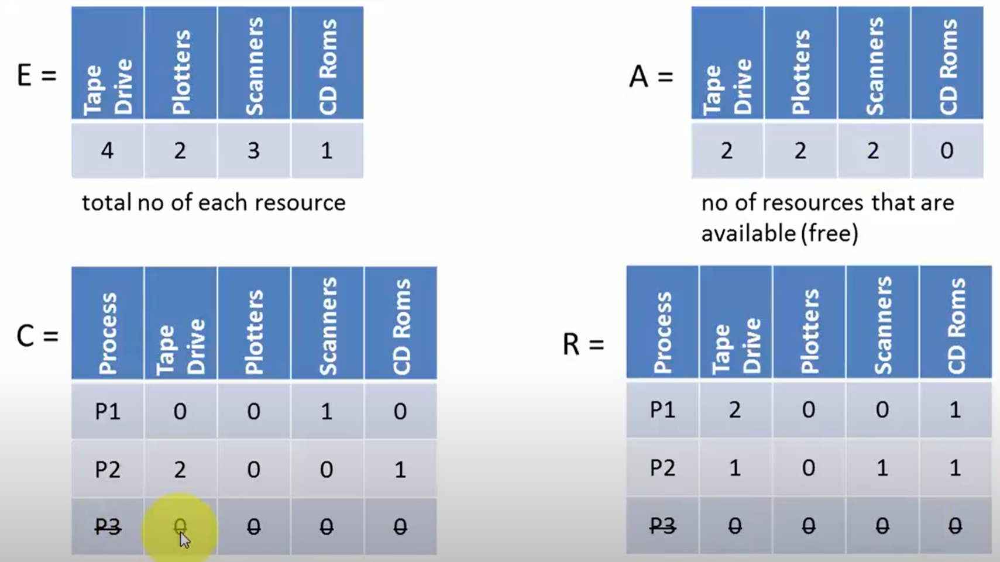 E =
Tape Drive Plotters Scanners CD Roms
4 2 3 1
total no of each resource
A =
Tape Drive Plotters Scanners CD Roms
2 2 2 0
no of resources that are
available (free)
C =
Process Tape Drive Plotters Scanners CD Roms
P1 0 0 1 0
P2 2 0 0 1
P3 0 0 0 0
R =
Process Tape Drive Plotters Scanners CD Roms
P1 2 0 0 1
P2 1 0 1 1
P3 0 0 0 0